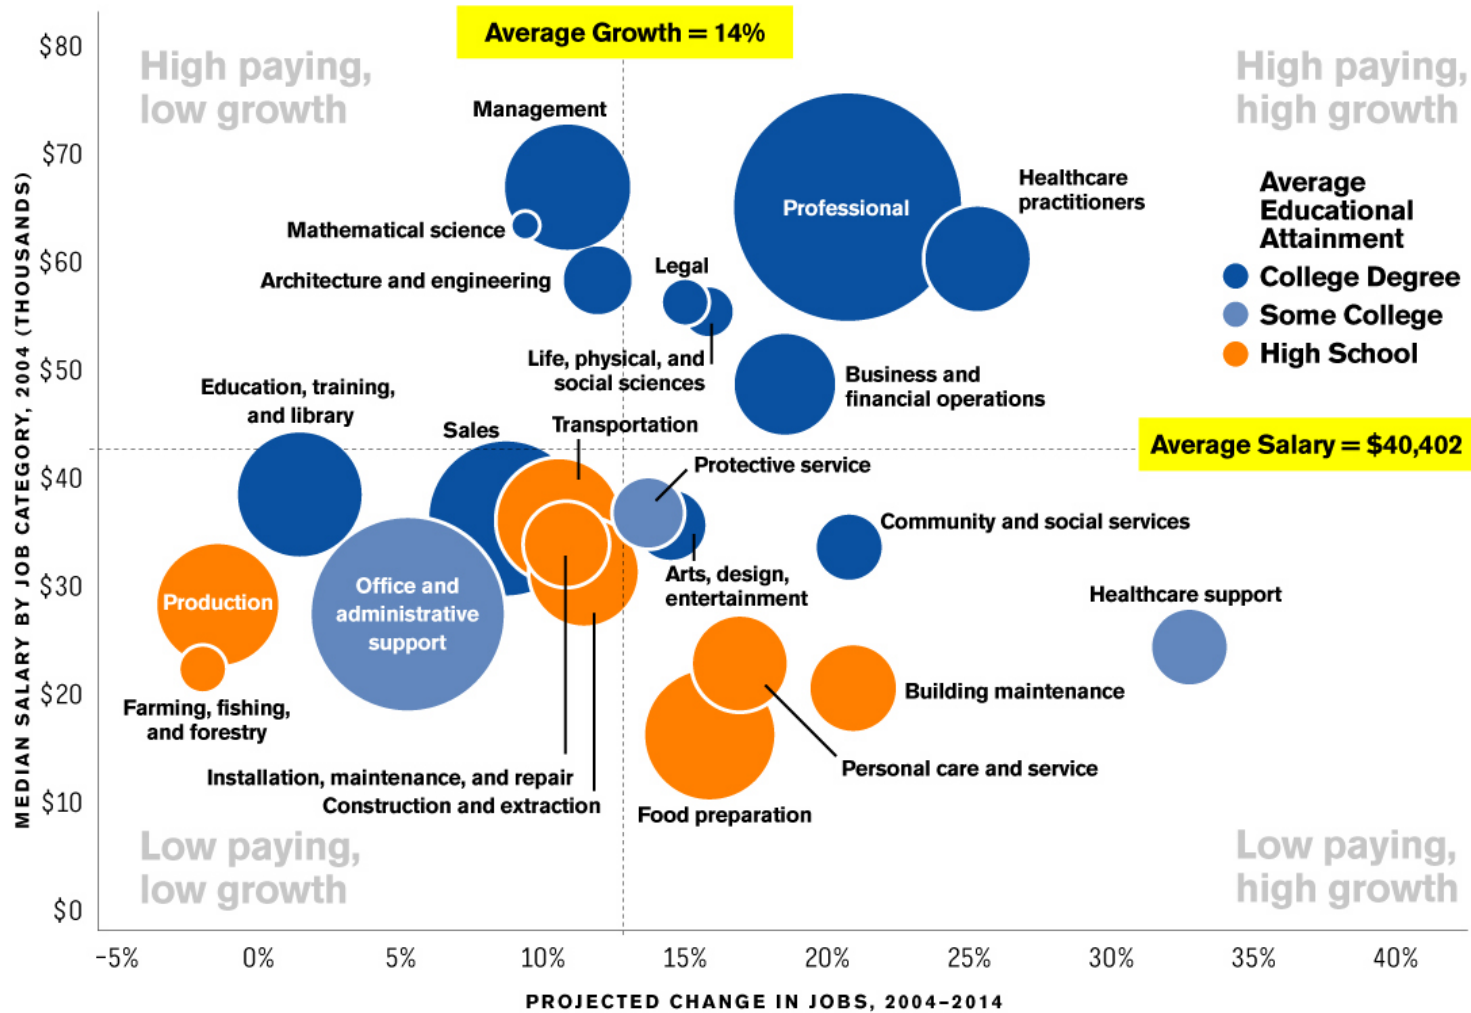 Average Growth = 14%
High paying,
low growth
High paying,
high growth
MEDIAN SALARY BY JOB CATEGORY, 2004 (THOUSANDS)
$80
$70
$60
$50
$40
$30
$20
$10
$0
Management
Mathematical science
Architecture and engineering
Legal
Life, physical, and
social sciences
Professional
Healthcare
practitioners
Business and
financial operations
Average
Educational
Attainment
College Degree
Some College
High School
Average Salary = $40,402
Education, training,
and library
Sales
Transportation
Protective service
Community and social services
Arts, design,
entertainment
Healthcare support
Production
Office and
administrative
support
Farming, fishing,
and forestry
Building maintenance
Personal care and service
Installation, maintenance, and repair
Construction and extraction
Food preparation
Low paying,
low growth
Low paying,
high growth
−5%
0%
5%
10%
15%
20%
25%
30%
35%
40%
PROJECTED CHANGE IN JOBS, 2004–2014